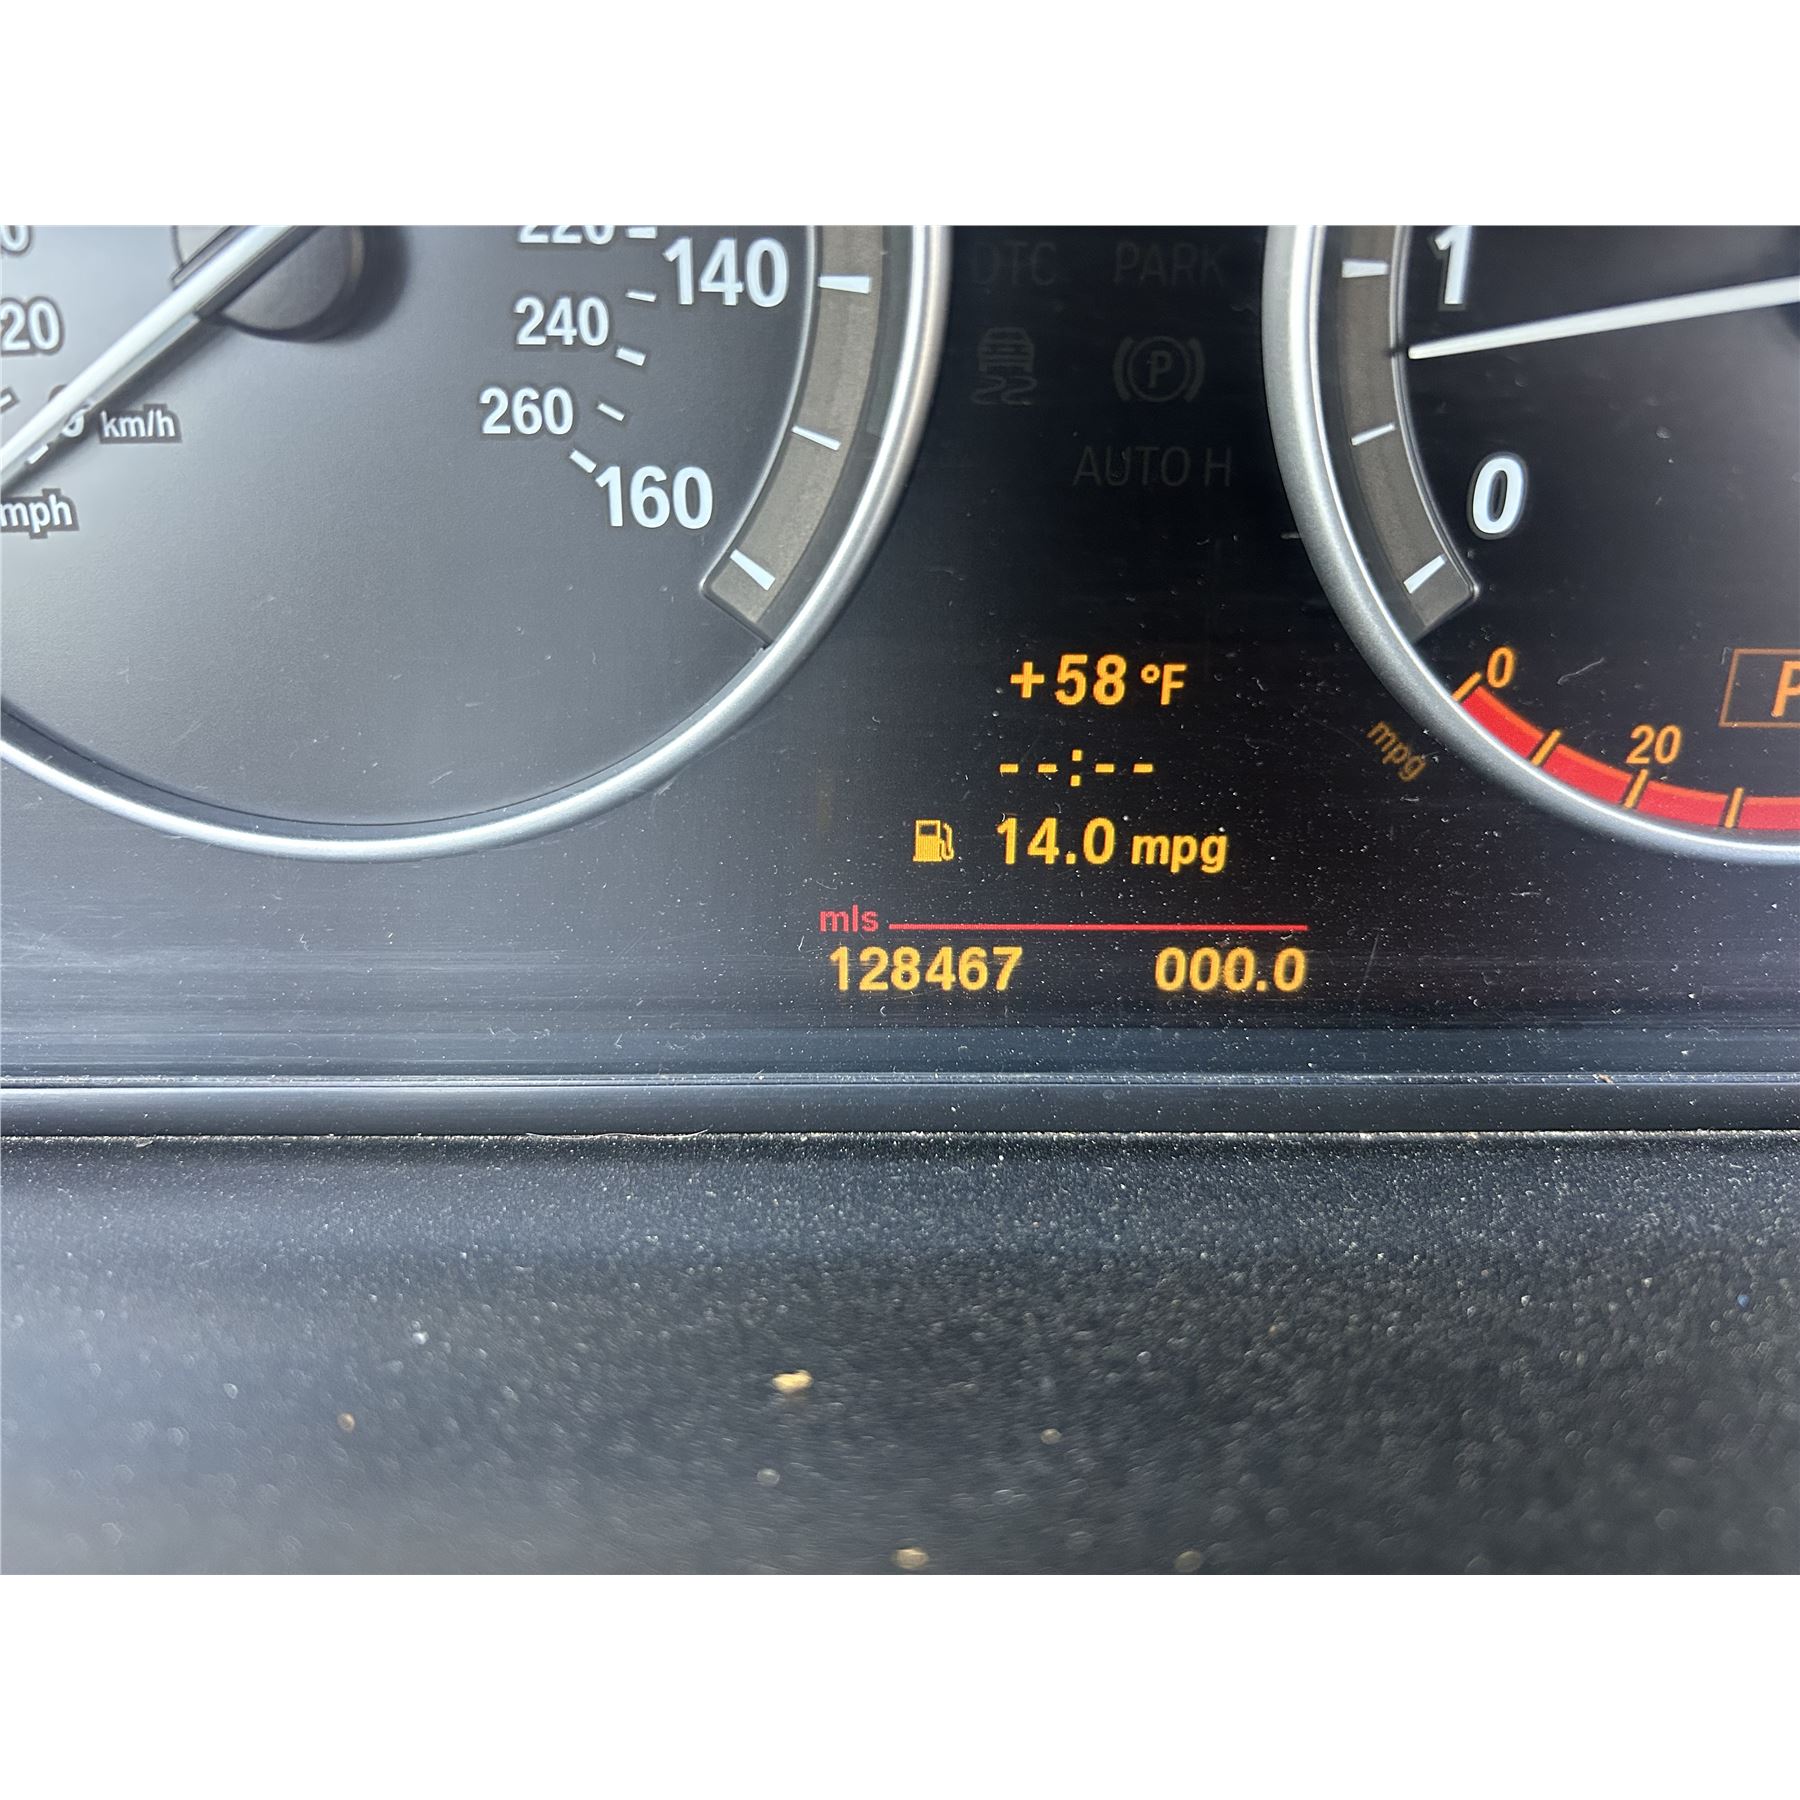 140
240
20
260
km/h
160
mph
DTC PARK
P
AUTO H
1
0
+58 °F
--:--
14.0 mpg
mls
128467 000.0
0
20
mpg
P